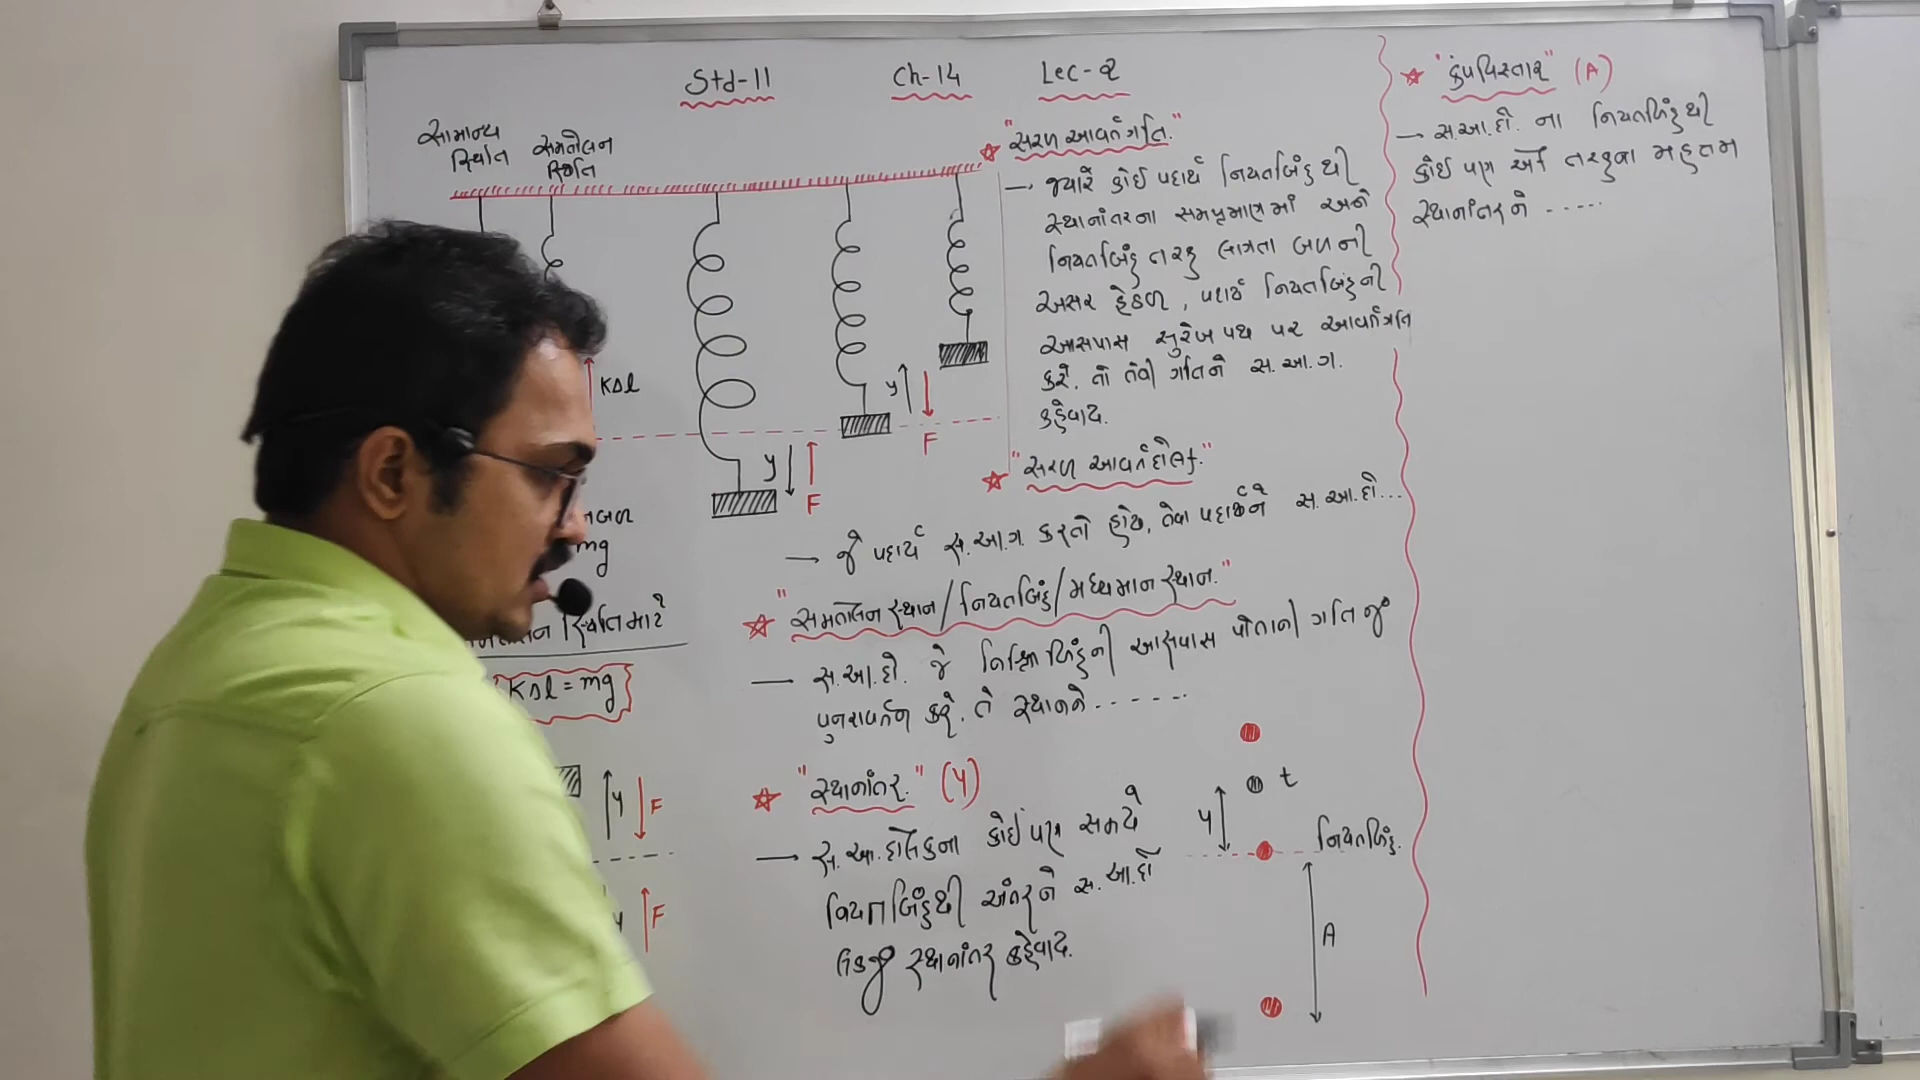 Std-11 Ch-14 Lec-2
સામાન્ય
સ્થિતિ
સમતોલન
સ્થિતિ
KΔl
y
F
y
F
mg
સ્થિતિ માટે
KΔl = mg
y
F
F
"સરળ આવર્તગતિ."
→ જ્યારે કોઈ પદાર્થ નિયતબિંદુથી
સ્થાનાંતરના સમપ્રમાણમાં અને
નિયતબિંદુ તરફ લાગતા બળની
અસર હેઠળ, પદાર્થ નિયતબિંદુની
આસપાસ સુરેખ પથ પર આવર્તગતિ
કરે. તો તેવી ગતિને સ.આ.ગ.
કહેવાય.
"સરળ આવર્તદોલક."
— જે પદાર્થ સ.આ.ગ. કરતો હોય, તેવા પદાર્થને સ.આ.દો...
"સમતોલન સ્થાન/નિયતબિંદુ/મધ્યમાન સ્થાન."
— સ.આ.દો. જે નિશ્ચિત બિંદુની આસપાસ પોતાની ગતિનું
પુનરાવર્તન કરે. તે સ્થાનને------
"સ્થાનાંતર." (y)
— સ.આ.દોલકના કોઈ પણ સમયે
નિયતબિંદુથી અંતરને સ.આ.દો
સ્થાનાંતર કહેવાય.
t
y
નિયતબિંદુ.
A
"કંપવિસ્તાર" (A)
→ સ.આ.દો. ના નિયતબિંદુથી
કોઈ પણ એક તરફના મહત્તમ
સ્થાનાંતરને -----